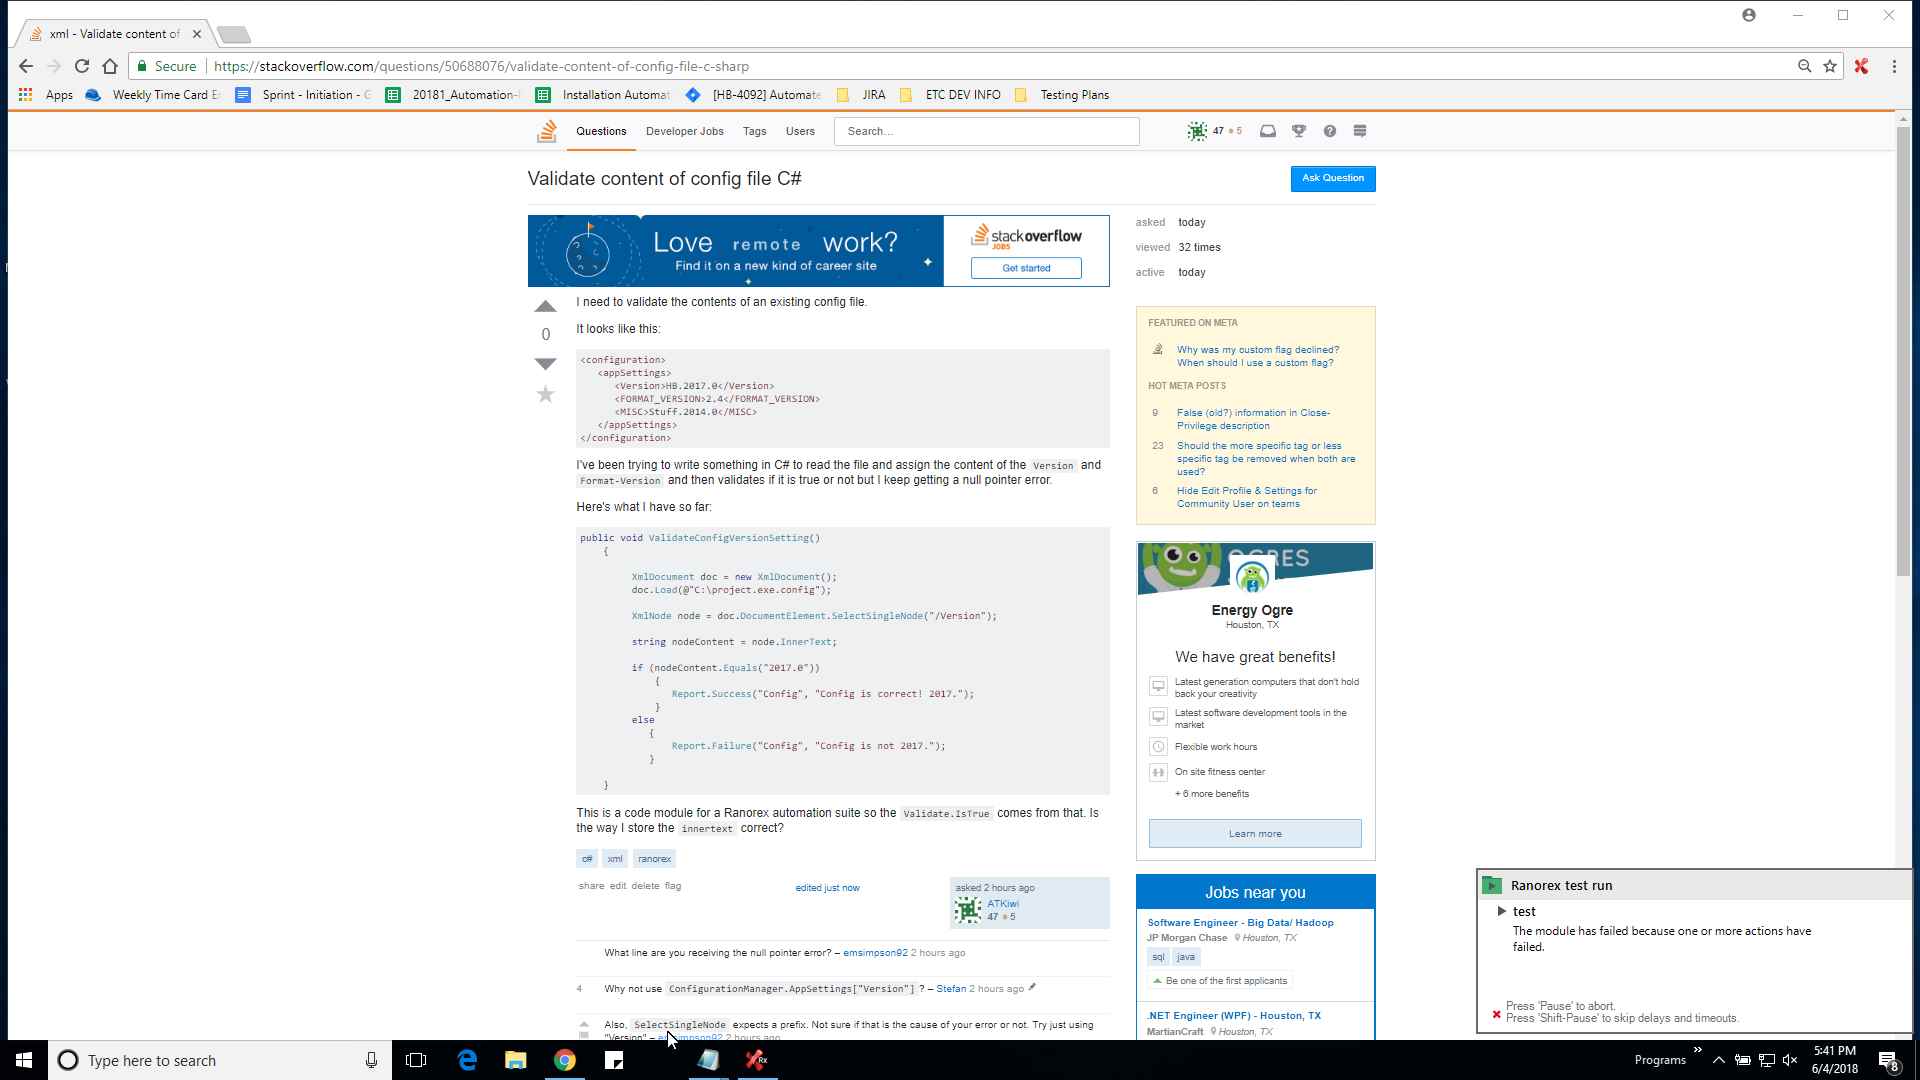 xml - Validate content of
Secure
https://stackoverflow.com/questions/50688076/validate-content-of-config-file-c-sharp
Apps
Weekly Time Card
Sprint - Initiation -
20181_Automation-
Installation Automat
[HB-4092] Automate
JIRA
ETC DEV INFO
Testing Plans
Questions
Developer Jobs
Tags
Users
Search...
47 5
Validate content of config file C#
Ask Question
Love remote work?
Find it on a new kind of career site
stackoverflow
JOBS
Get started
asked today
viewed 32 times
active today
0
I need to validate the contents of an existing config file.
It looks like this:
<configuration>
<appSettings>
<Version>HB.2017.0</Version>
<FORMAT_VERSION>2.4</FORMAT_VERSION>
<MISC>Stuff.2014.0</MISC>
</appSettings>
</configuration>
I've been trying to write something in C# to read the file and assign the content of the Version and
Format-Version and then validates if it is true or not but I keep getting a null pointer error.
Here's what I have so far:
public void ValidateConfigVersionSetting()
{
XmlDocument doc = new XmlDocument();
doc.Load(@"C:\project.exe.config");
XmlNode node = doc.DocumentElement.SelectSingleNode("/Version");
string nodeContent = node.InnerText;
if (nodeContent.Equals("2017.0"))
{
Report.Success("Config", "Config is correct! 2017.");
}
else
{
Report.Failure("Config", "Config is not 2017.");
}
}
This is a code module for a Ranorex automation suite so the Validate.IsTrue comes from that. Is
the way I store the innertext correct?
c# xml ranorex
share edit delete flag
edited just now
asked 2 hours ago
ATKiwi
47 5
What line are you receiving the null pointer error? – emsimpson92 2 hours ago
4
Why not use ConfigurationManager.AppSettings["Version"] ? – Stefan 2 hours ago
Also, SelectSingleNode expects a prefix. Not sure if that is the cause of your error or not. Try just using
"Version" – emsimpson92 2 hours ago
FEATURED ON META
Why was my custom flag declined?
When should I use a custom flag?
HOT META POSTS
9 False (old?) information in Close-
Privilege description
23 Should the more specific tag or less
specific tag be removed when both are
used?
6 Hide Edit Profile & Settings for
Community User on teams
OGRES
Energy Ogre
Houston, TX
We have great benefits!
Latest generation computers that don't hold
back your creativity
Latest software development tools in the
market
Flexible work hours
On site fitness center
+ 6 more benefits
Learn more
Jobs near you
Software Engineer - Big Data/ Hadoop
JP Morgan Chase Houston, TX
sql java
Be one of the first applicants
.NET Engineer (WPF) - Houston, TX
MartianCraft Houston, TX
Ranorex test run
test
The module has failed because one or more actions have
failed.
Press 'Pause' to abort.
Press 'Shift-Pause' to skip delays and timeouts.
Type here to search
Rx
Programs
5:41 PM
6/4/2018
8